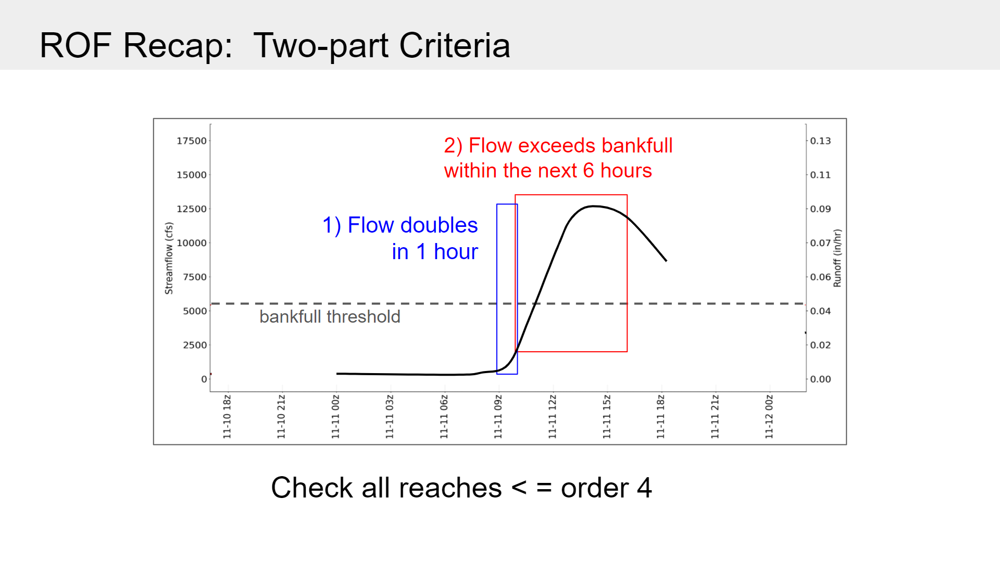 ROF Recap:  Two-part Criteria
17500
15000
12500
10000
7500
5000
2500
0
Streamflow (cfs)
2) Flow exceeds bankfull
within the next 6 hours
1) Flow doubles
in 1 hour
bankfull threshold
0.13
0.11
0.09
0.07
0.06
0.04
0.02
0.00
Runoff (in/hr)
11-10 18z
11-10 21z
11-11 00z
11-11 03z
11-11 06z
11-11 09z
11-11 12z
11-11 15z
11-11 18z
11-11 21z
11-12 00z
Check all reaches < = order 4